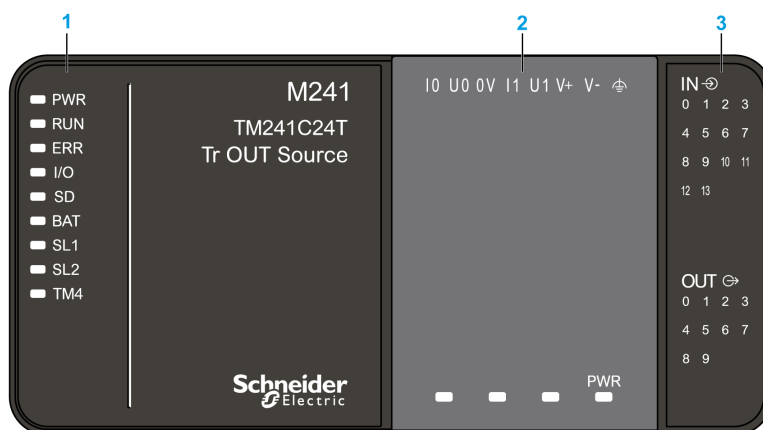 1
2
3
PWR
RUN
ERR
I/O
SD
BAT
SL1
SL2
TM4
M241
TM241C24T
Tr OUT Source
Schneider
Electric
I0 U0 0V I1 U1 V+ V-
PWR
IN
0 1 2 3
4 5 6 7
8 9 10 11
12 13
OUT
0 1 2 3
4 5 6 7
8 9